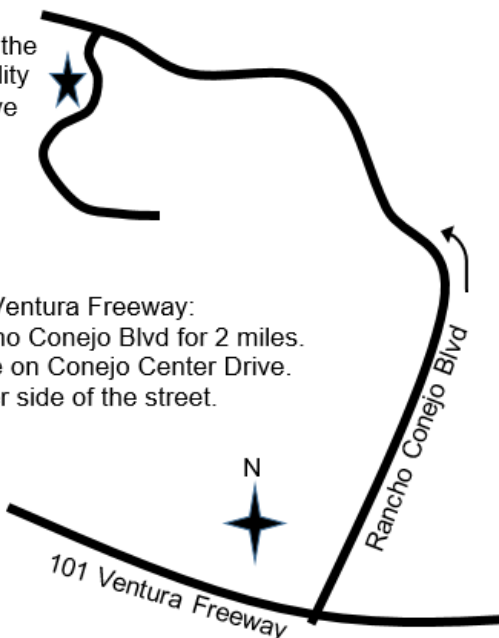 the
lity
ve
Ventura Freeway:
ho Conejo Blvd for 2 miles.
e on Conejo Center Drive.
r side of the street.
Rancho Conejo Blvd
N
101 Ventura Freeway